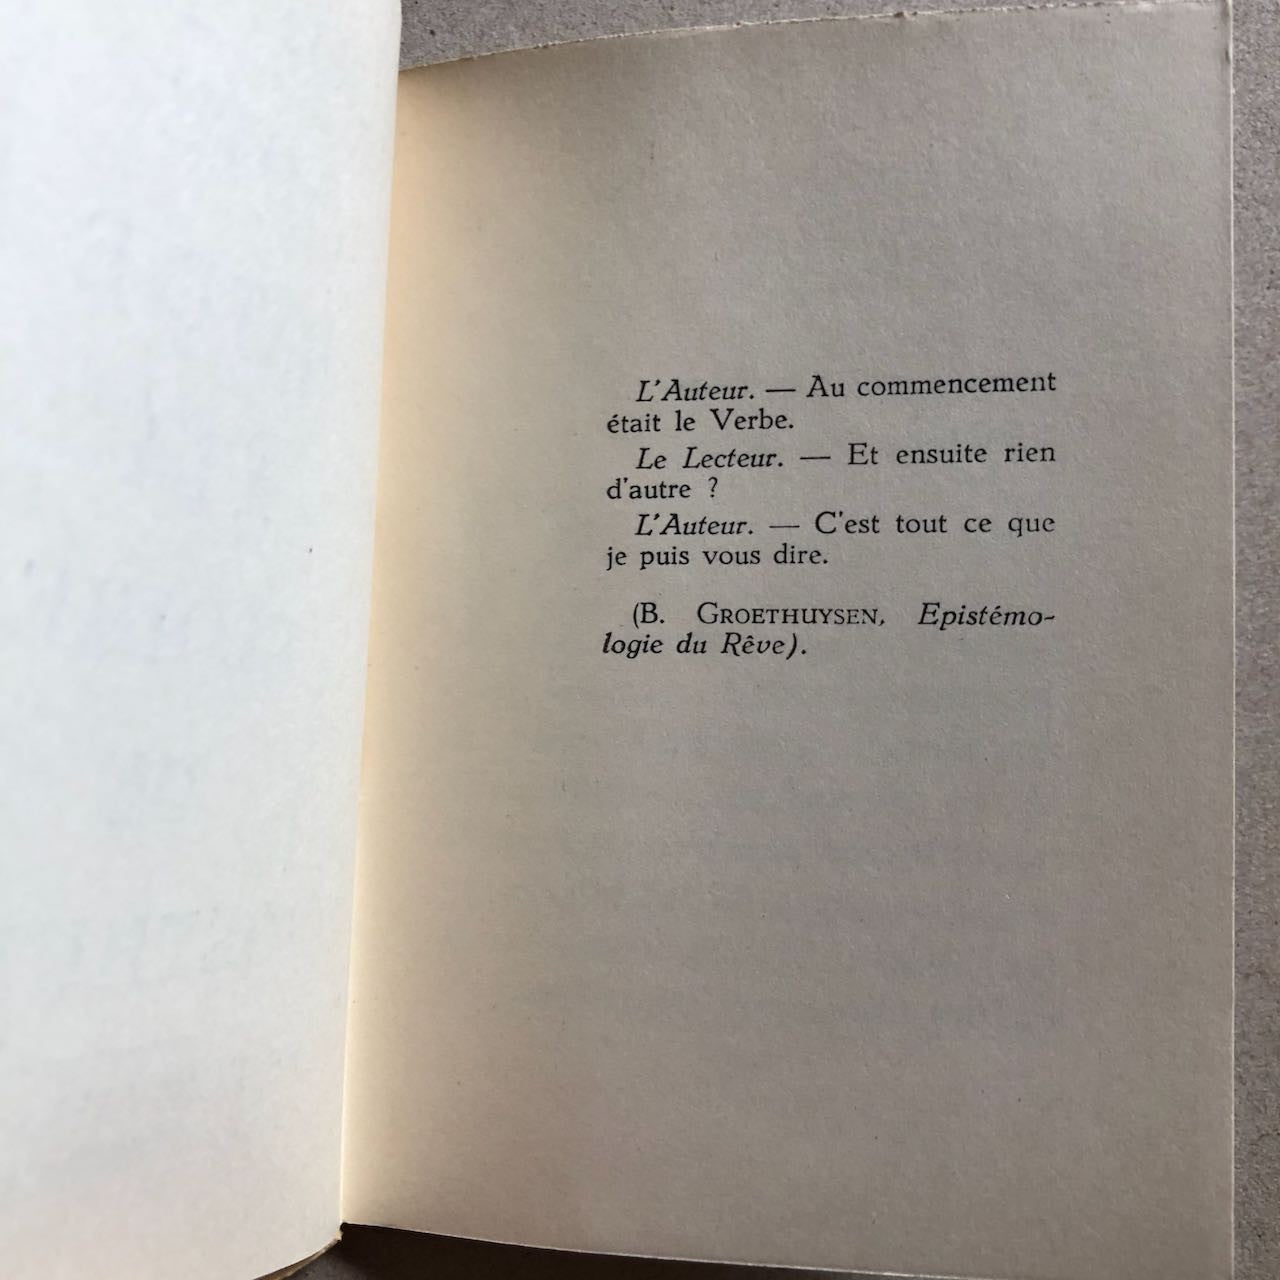 L'Auteur. — Au commencement
était le Verbe.
Le Lecteur. — Et ensuite rien
d'autre ?
L'Auteur. — C'est tout ce que
je puis vous dire.
(B. GROETHUYSEN, Epistémo-
logie du Rêve).